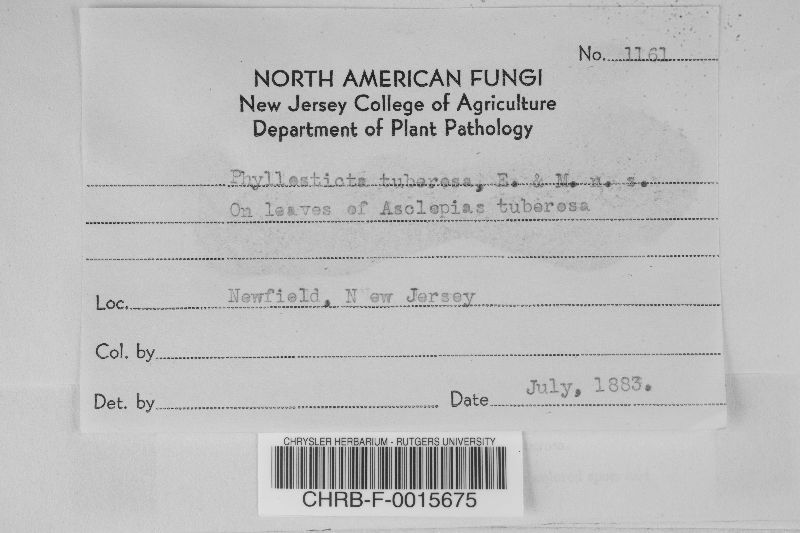 No. 1161
NORTH AMERICAN FUNGI
New Jersey College of Agriculture
Department of Plant Pathology
Phyllosticta tuberosa, E. & M. n. s.
On leaves of Asclepias tuberosa
Loc. Newfield, N ew Jersey
Col. by
Det. by Date July, 1883.
CHRYSLER HERBARIUM - RUTGERS UNIVERSITY
CHRB-F-0015675